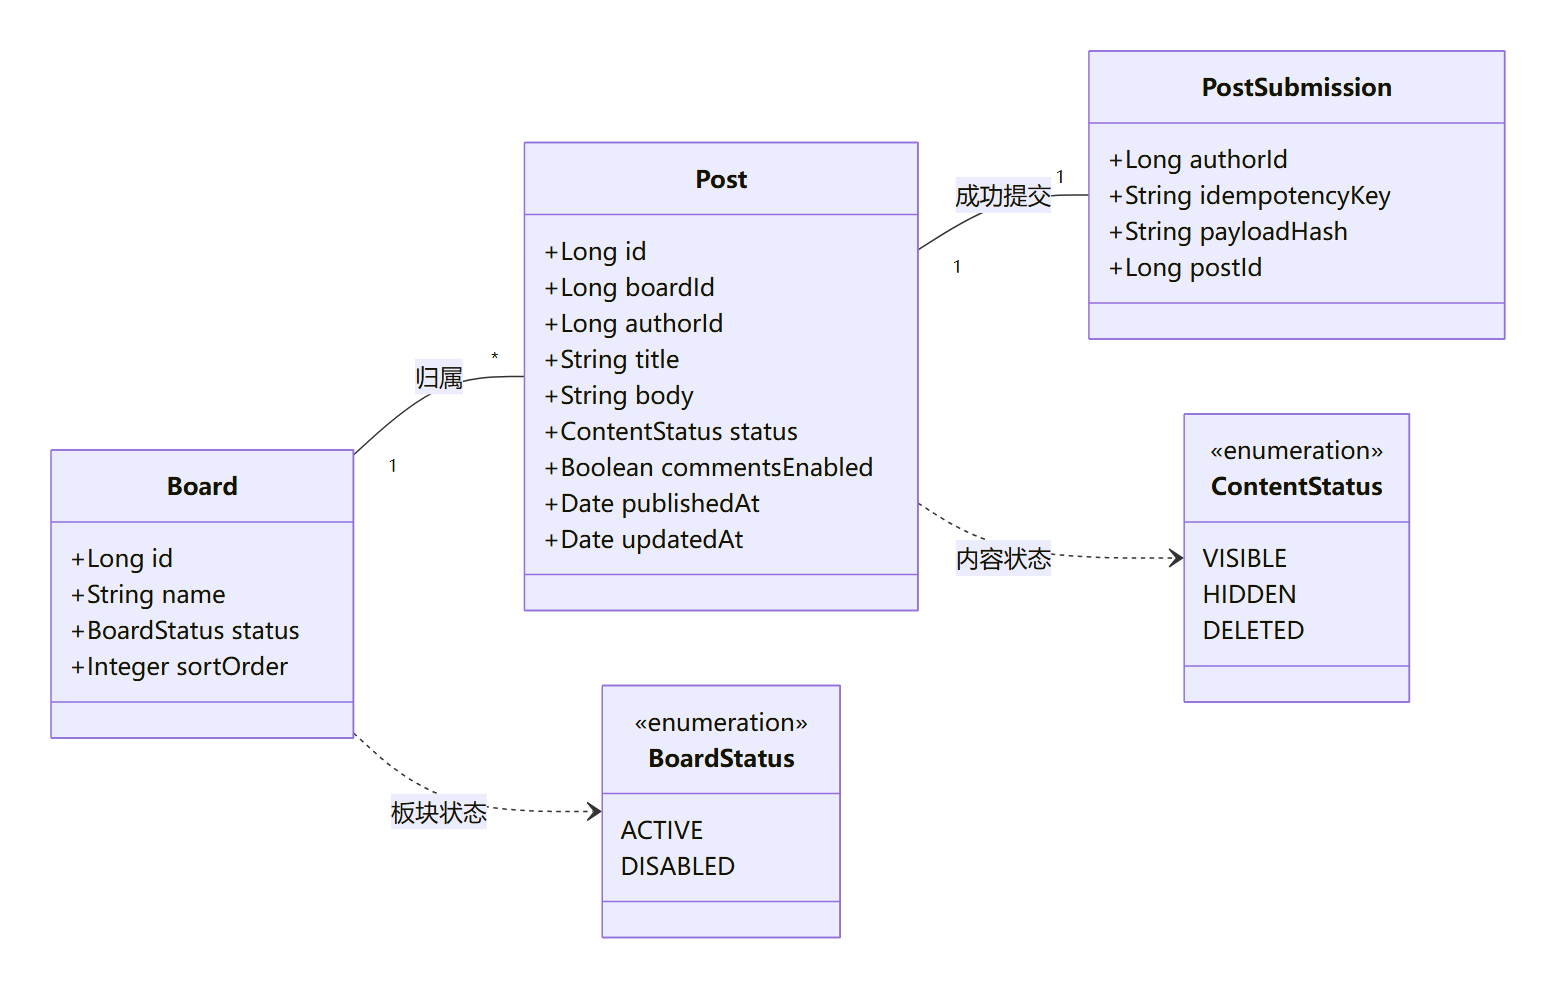 PostSubmission
+Long authorId
+String idempotencyKey
+String payloadHash
+Long postId
Post
+Long id
+Long boardId
+Long authorId
+String title
+String body
+ContentStatus status
+Boolean commentsEnabled
+Date publishedAt
+Date updatedAt
成功提交
1
1
归属
*
1
Board
+Long id
+String name
+BoardStatus status
+Integer sortOrder
«enumeration»
ContentStatus
VISIBLE
HIDDEN
DELETED
内容状态
«enumeration»
BoardStatus
ACTIVE
DISABLED
板块状态